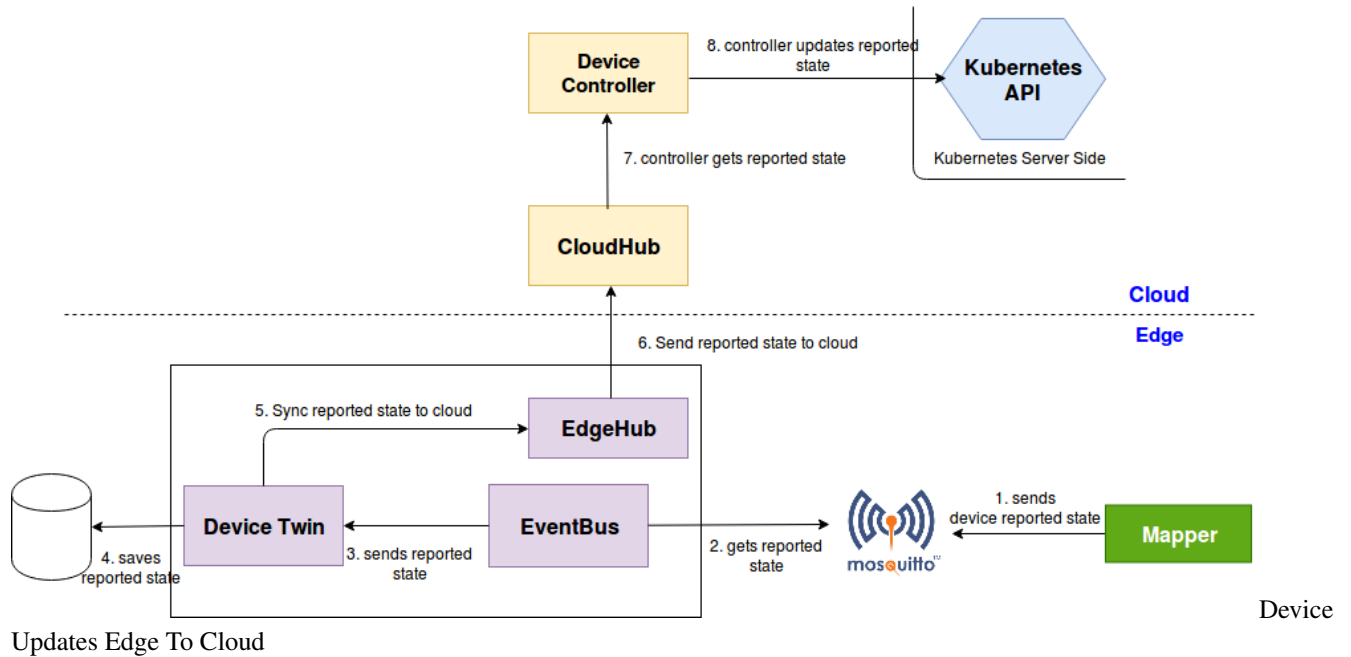 8. controller updates reported
state
Device
Controller
Kubernetes
API
7. controller gets reported state
Kubernetes Server Side
CloudHub
Cloud
Edge
6. Send reported state to cloud
5. Sync reported state to cloud
EdgeHub
1. sends
device reported state
Device Twin
EventBus
Mapper
4. saves
reported state
3. sends reported
state
2. gets reported
state
mosquitto™
Device
Updates Edge To Cloud